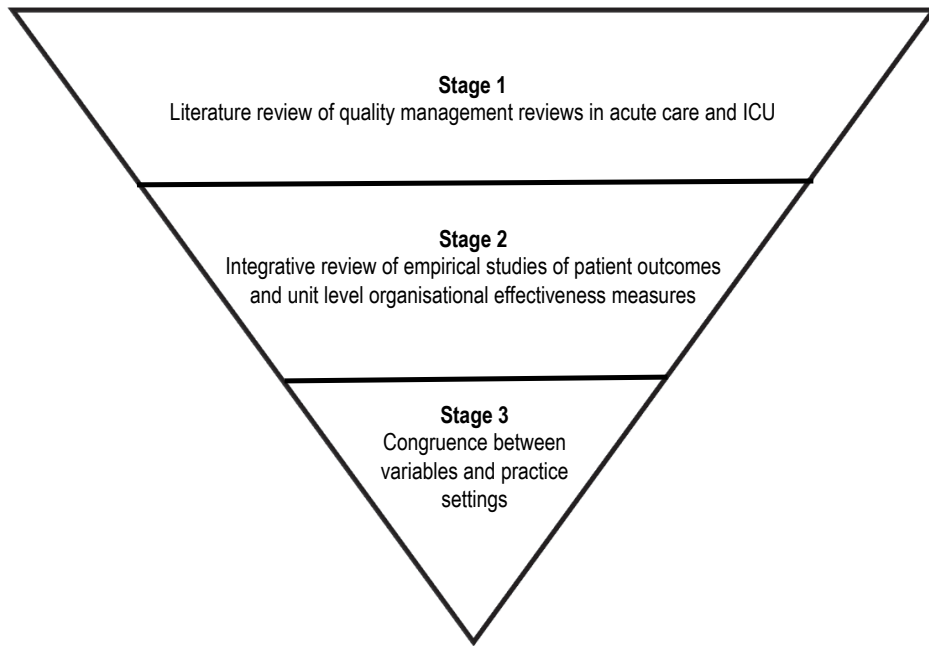 Stage 1
Literature review of quality management reviews in acute care and ICU
Stage 2
Integrative review of empirical studies of patient outcomes
and unit level organisational effectiveness measures
Stage 3
Congruence between
variables and practice
settings